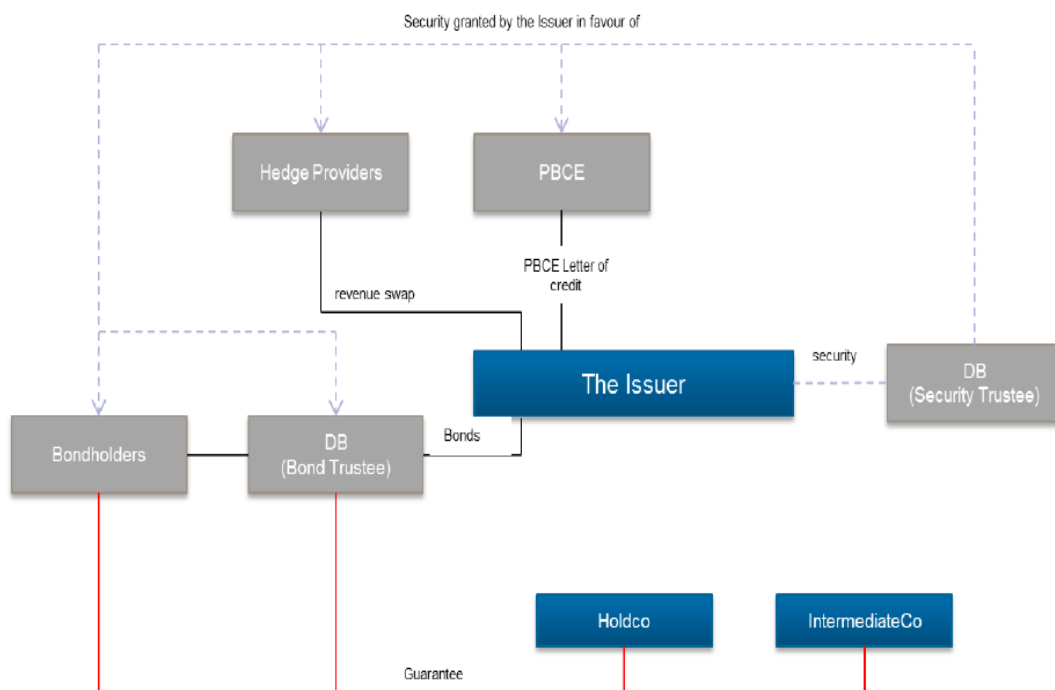 Security granted by the Issuer in favour of
Hedge Providers
PBCE
PBCE Letter of
credit
revenue swap
The Issuer
security
DB
(Security Trustee)
Bondholders
DB
(Bond Trustee)
Bonds
Holdco
IntermediateCo
Guarantee